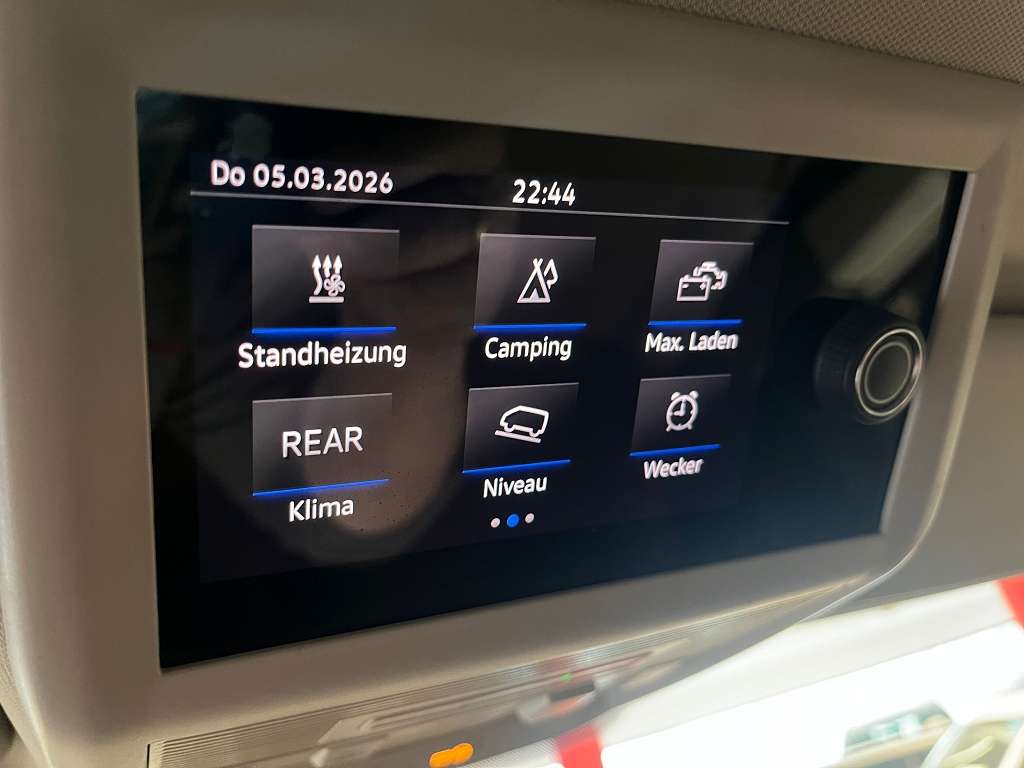 Do 05.03.2026 22:44
Standheizung Camping Max. Laden
REAR
Klima Niveau Wecker